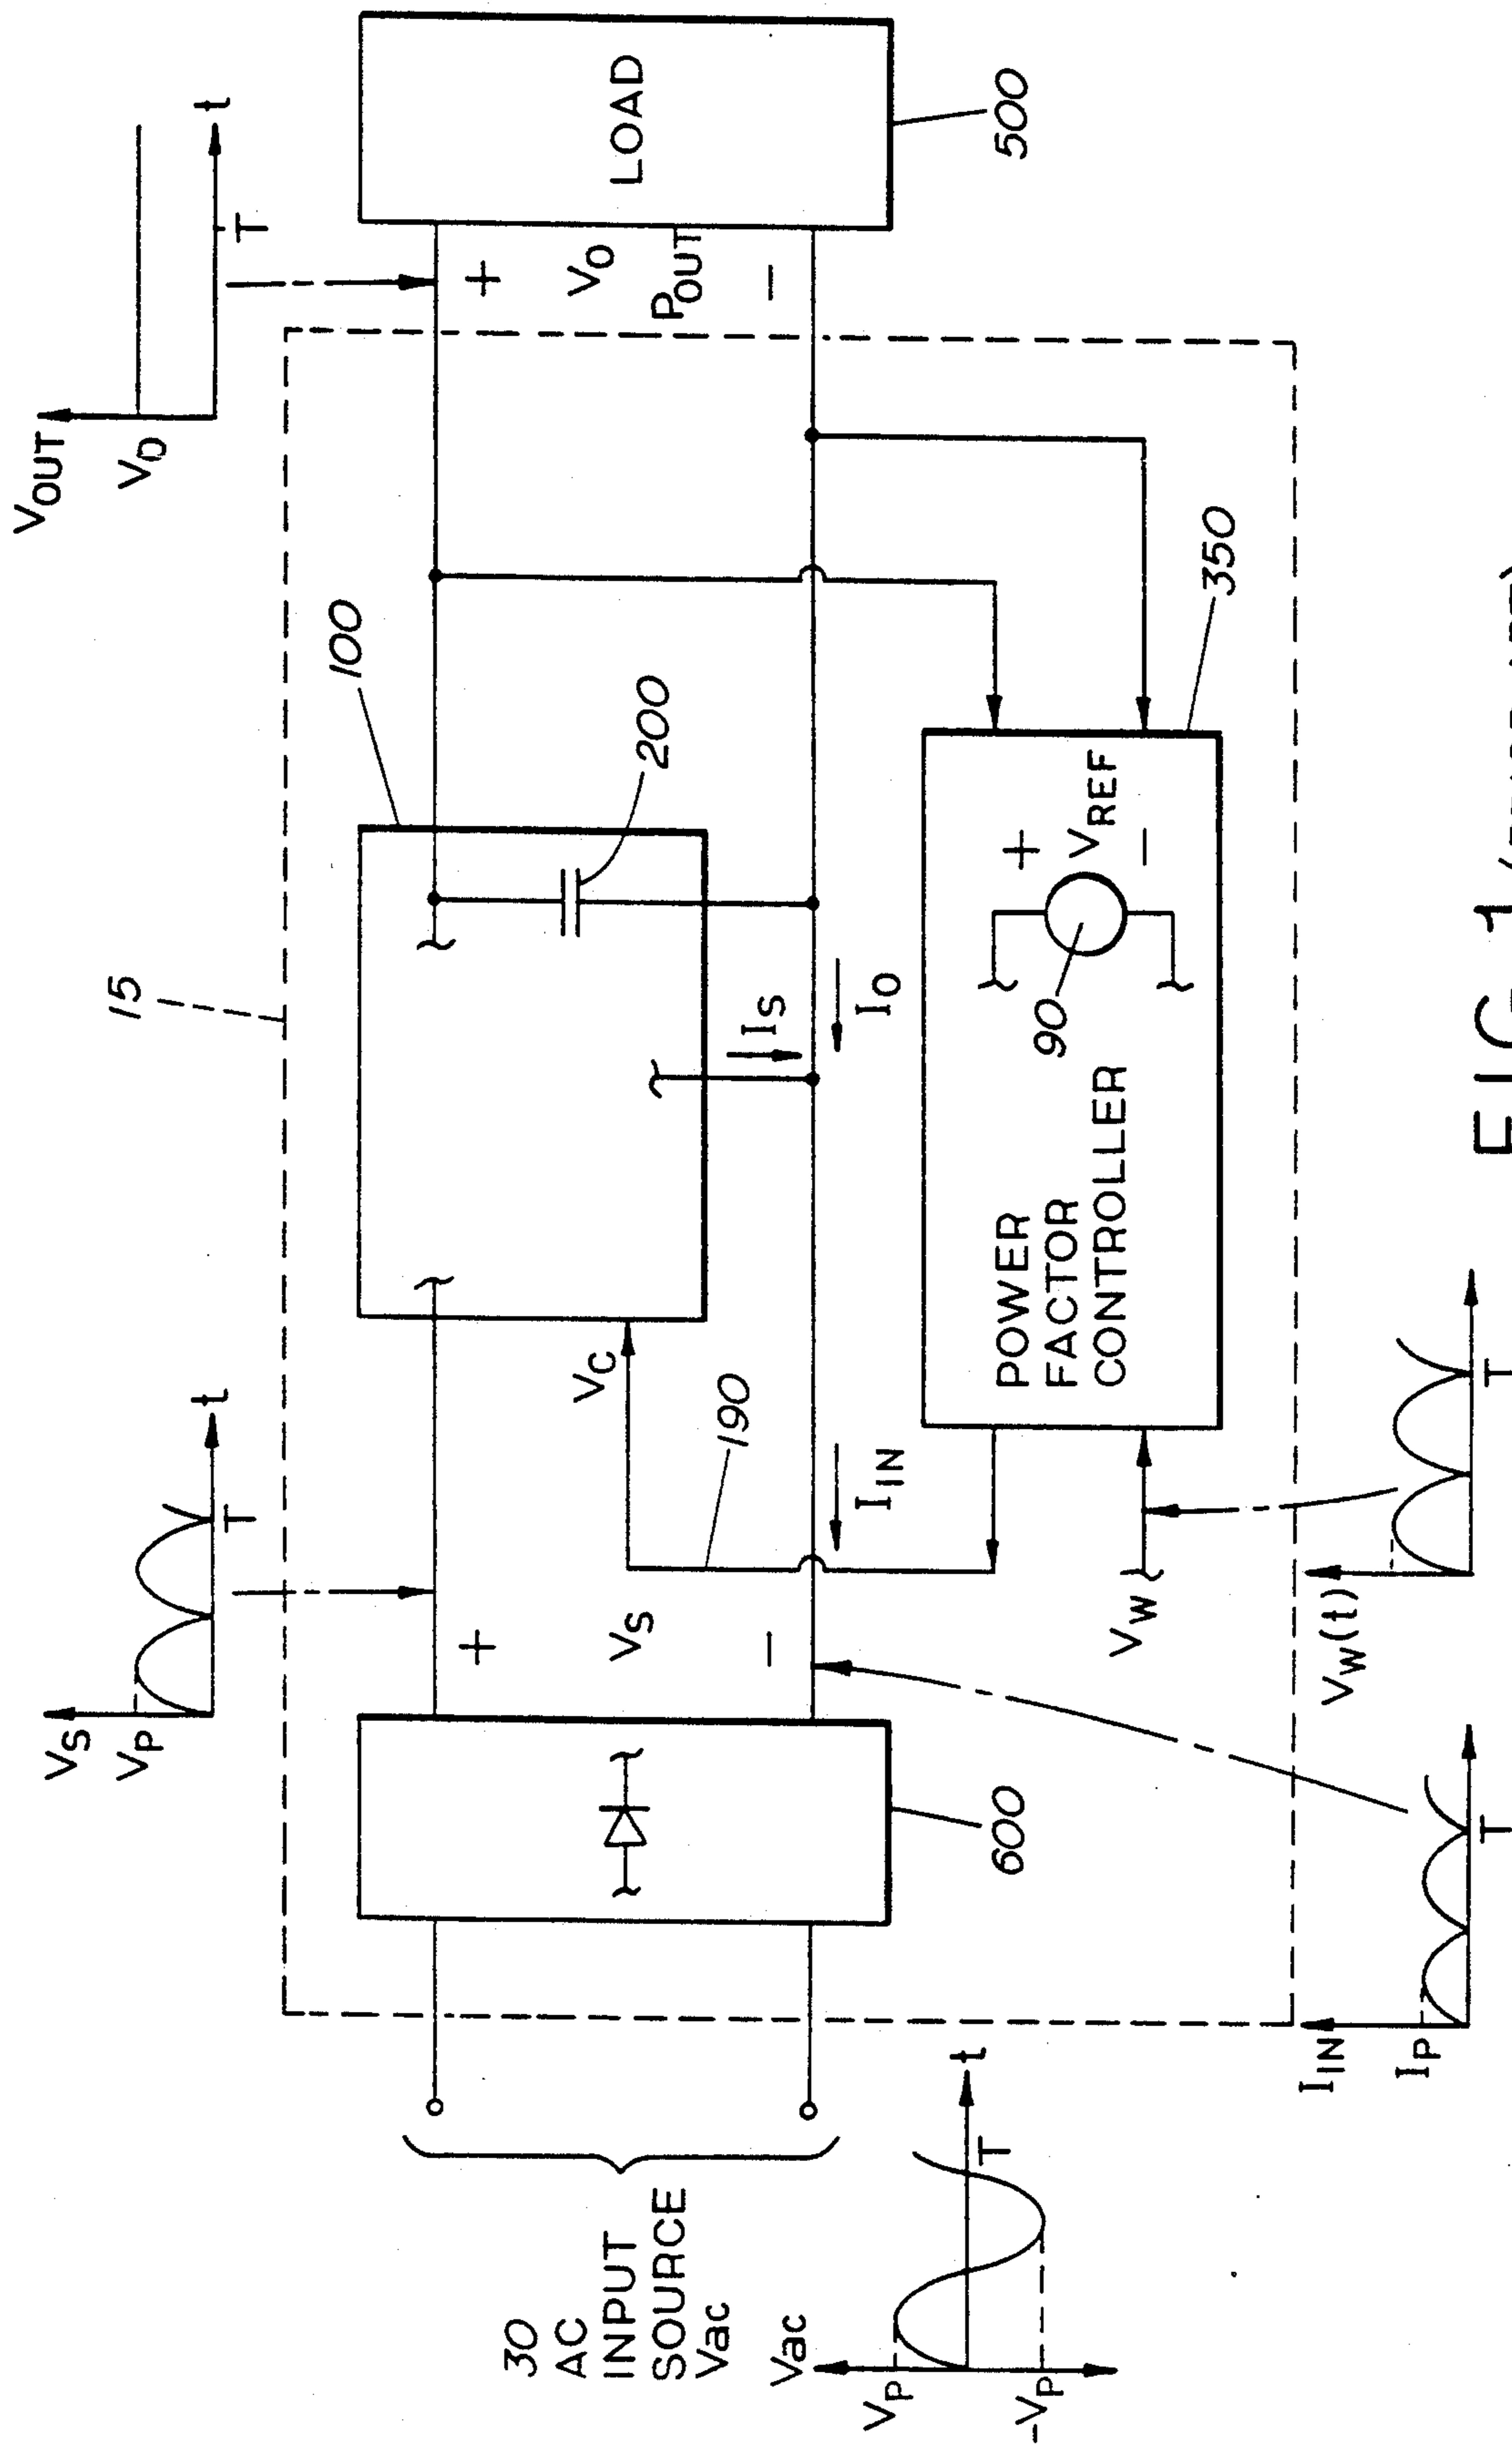 VOUT
VO
t
T
VS
VP
t
T
15
100
LOAD
500
+
VO
POUT
−
200
VC
190
+
VS
−
600
IS
IO
IIN
350
POWER
FACTOR
CONTROLLER
90
+
VREF
−
VW
30
AC
INPUT
SOURCE
Vac
Vac
VP
-VP
t
T
IIN
IP
T
VW(t)
T
FIG. 1